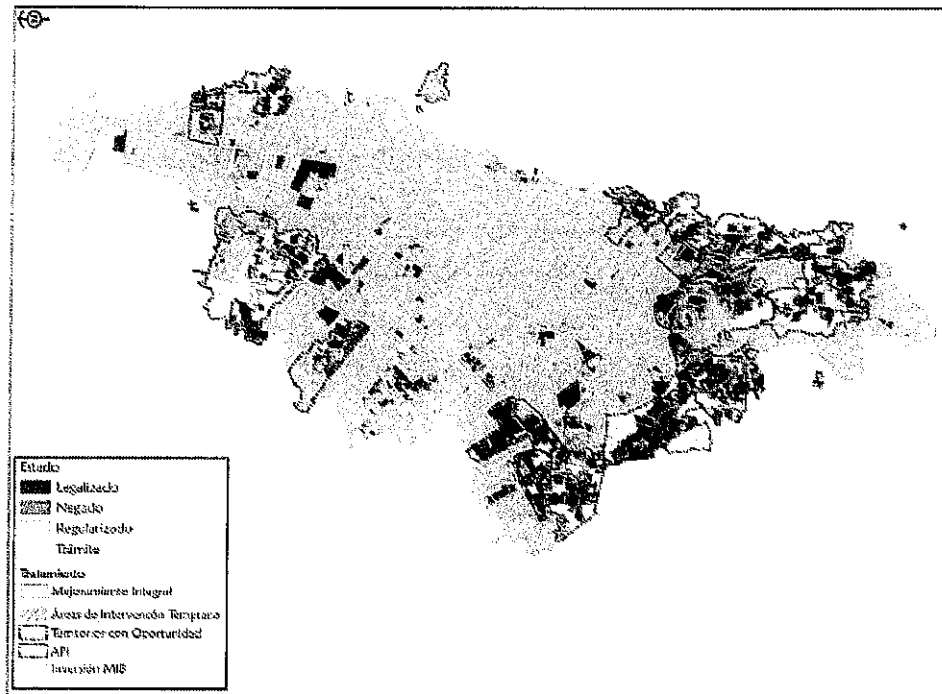 N
Estado
Legalizado
Negado
Regularizado
Trámite
Tratamiento
Mejoramiento Integral
Áreas de Intervención Temprana
Territorios con Oportunidad
API
Inversión MIB